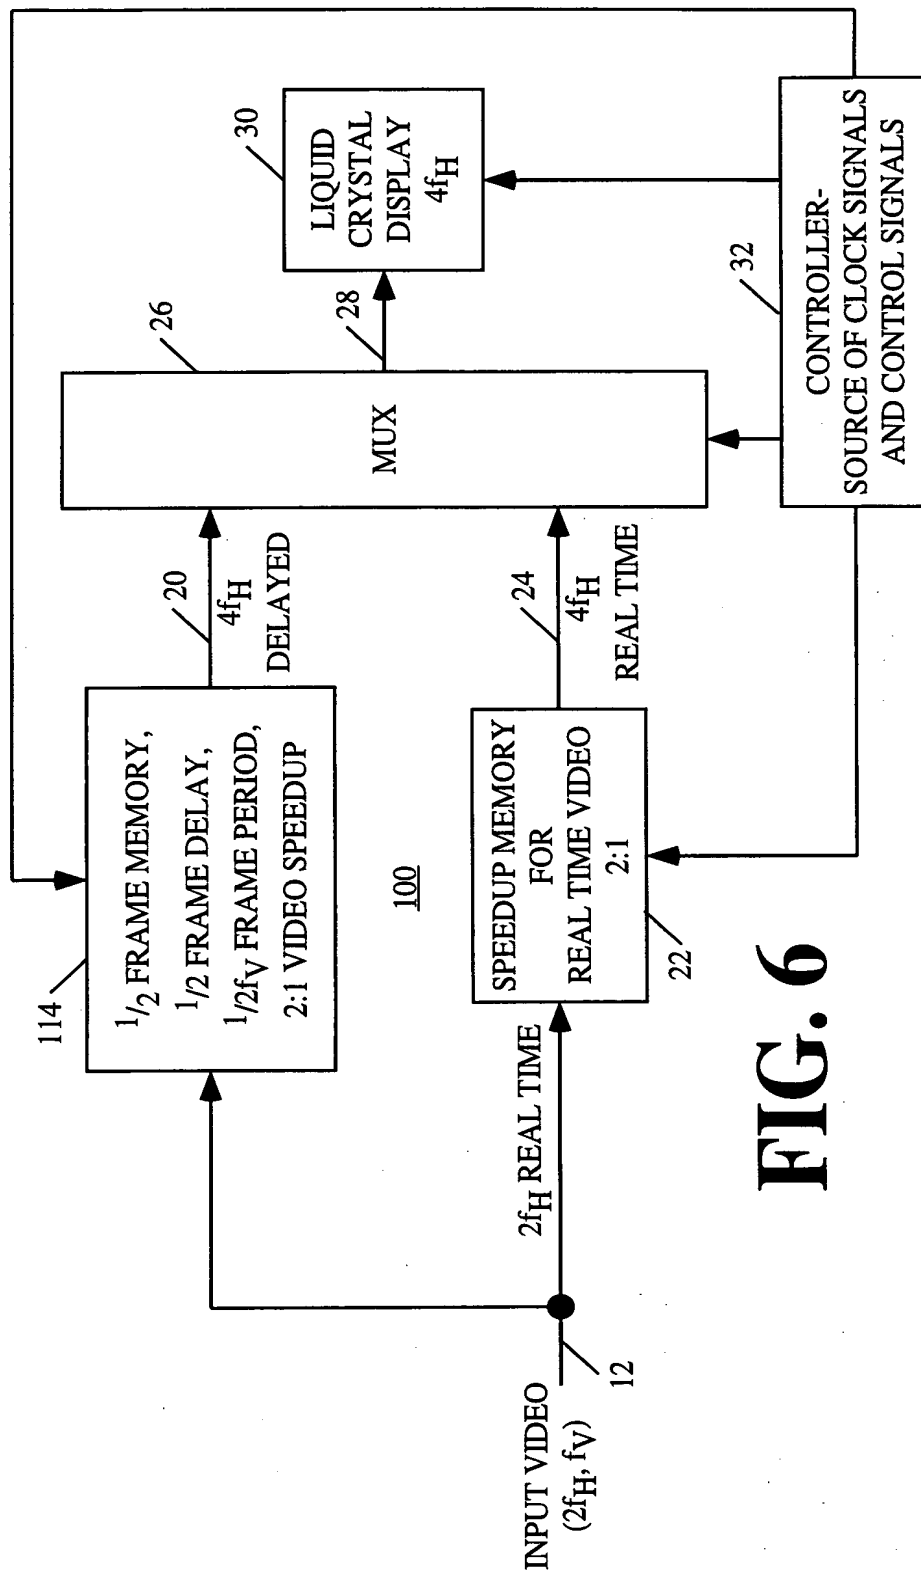 INPUT VIDEO
(2fH, fV)
12
2fH REAL TIME
114
1/2 FRAME MEMORY,
1/2 FRAME DELAY,
1/2fV FRAME PERIOD,
2:1 VIDEO SPEEDUP
100
SPEEDUP MEMORY
FOR
REAL TIME VIDEO
2:1
22
20
4fH
DELAYED
24
4fH
REAL TIME
MUX
26
28
LIQUID
CRYSTAL
DISPLAY
4fH
30
32
CONTROLLER-
SOURCE OF CLOCK SIGNALS
AND CONTROL SIGNALS
FIG. 6